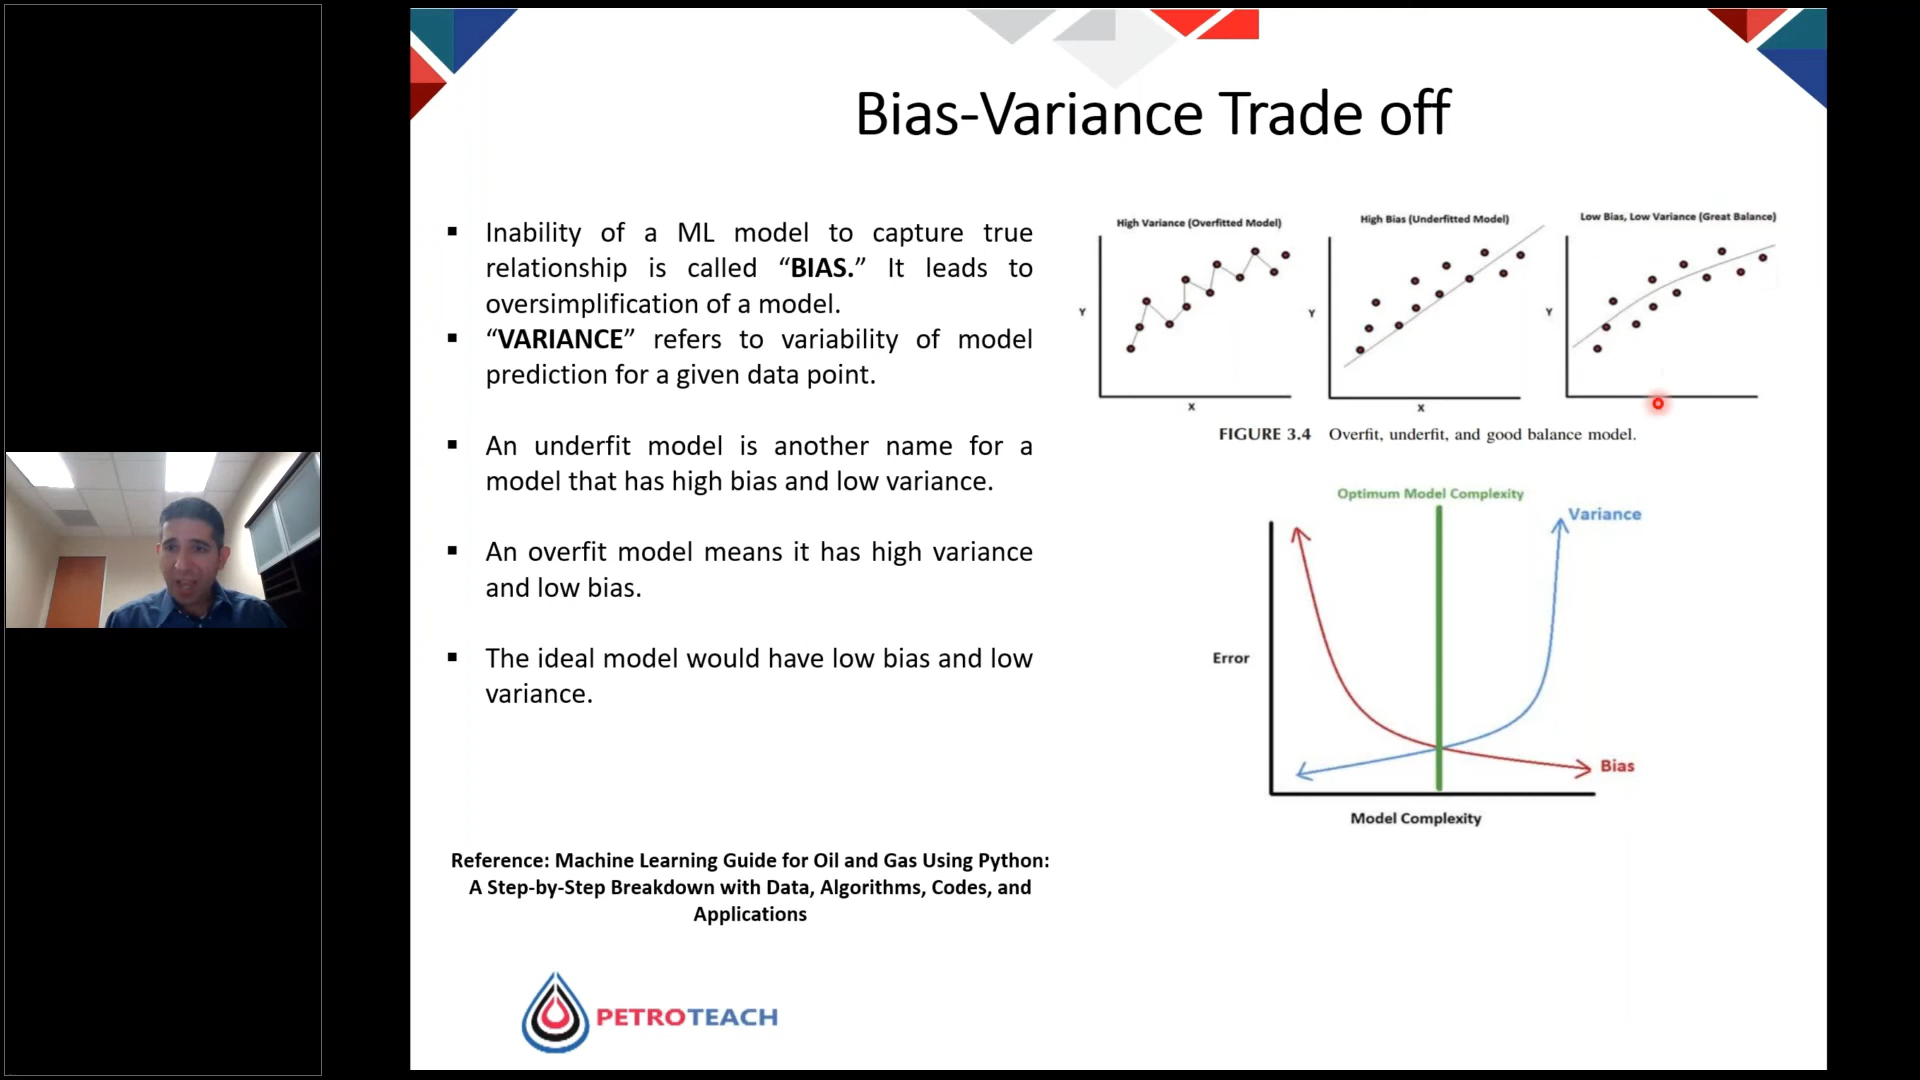 Bias-Variance Trade off
▪ Inability of a ML model to capture true
relationship is called “BIAS.” It leads to
oversimplification of a model.
▪ “VARIANCE” refers to variability of model
prediction for a given data point.
▪ An underfit model is another name for a
model that has high bias and low variance.
▪ An overfit model means it has high variance
and low bias.
▪ The ideal model would have low bias and low
variance.
Reference: Machine Learning Guide for Oil and Gas Using Python:
A Step-by-Step Breakdown with Data, Algorithms, Codes, and
Applications
PETROTEACH
High Variance (Overfitted Model)
Y
X
High Bias (Underfitted Model)
Y
X
Low Bias, Low Variance (Great Balance)
Y
FIGURE 3.4 Overfit, underfit, and good balance model.
Optimum Model Complexity
Variance
Error
Bias
Model Complexity